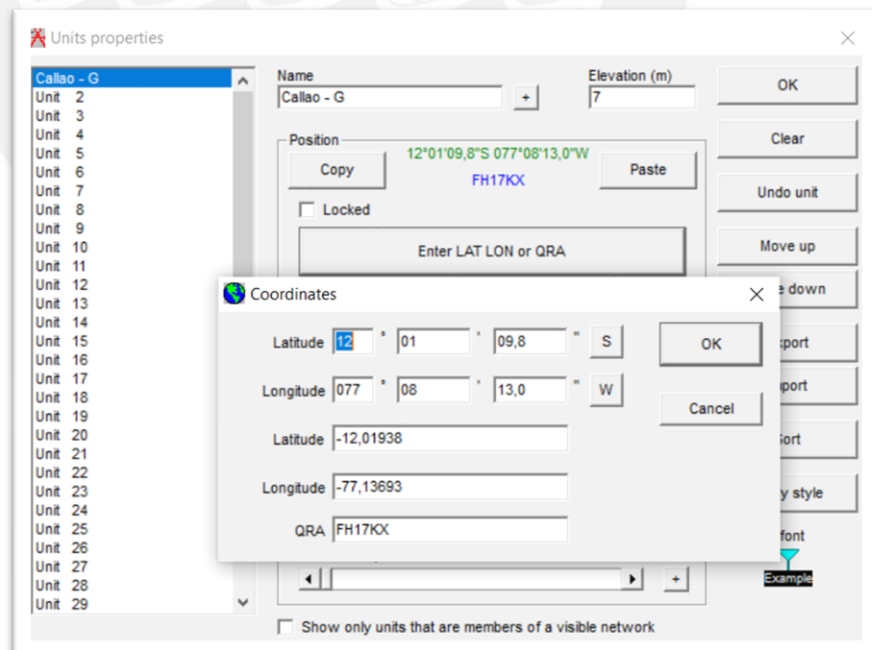 Units properties
Callao - G
Unit 2
Unit 3
Unit 4
Unit 5
Unit 6
Unit 7
Unit 8
Unit 9
Unit 10
Unit 11
Unit 12
Unit 13
Unit 14
Unit 15
Unit 16
Unit 17
Unit 18
Unit 19
Unit 20
Unit 21
Unit 22
Unit 23
Unit 24
Unit 25
Unit 26
Unit 27
Unit 28
Unit 29
Name
Callao - G
+
Elevation (m)
7
Position
Copy
12°01'09,8"S 077°08'13,0"W
FH17KX
Paste
Locked
Enter LAT LON or QRA
OK
Clear
Undo unit
Move up
down
Coordinates
Latitude 12 ° 01 ' 09,8 " S
Longitude 077 ° 08 ' 13,0 " W
Latitude -12,01938
Longitude -77,13693
QRA FH17KX
OK
Cancel
style
font
Example
+
Show only units that are members of a visible network